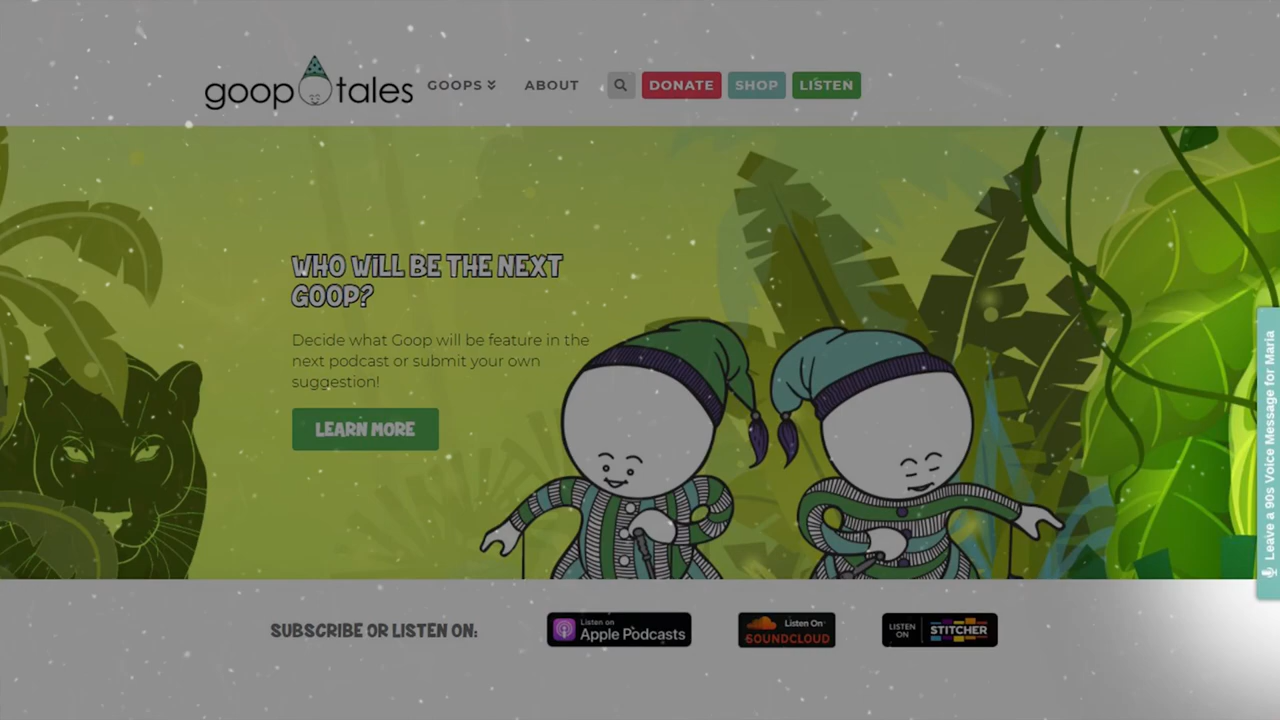 goop tales
GOOPS
ABOUT
DONATE
SHOP
LISTEN
WHO WILL BE THE NEXT
GOOP?
Decide what Goop will be feature in the
next podcast or submit your own
suggestion!
LEARN MORE
Leave a 90s Voice Message for Maria
SUBSCRIBE OR LISTEN ON:
Listen on
Apple Podcasts
Listen On
SOUNDCLOUD
LISTEN
ON
STITCHER